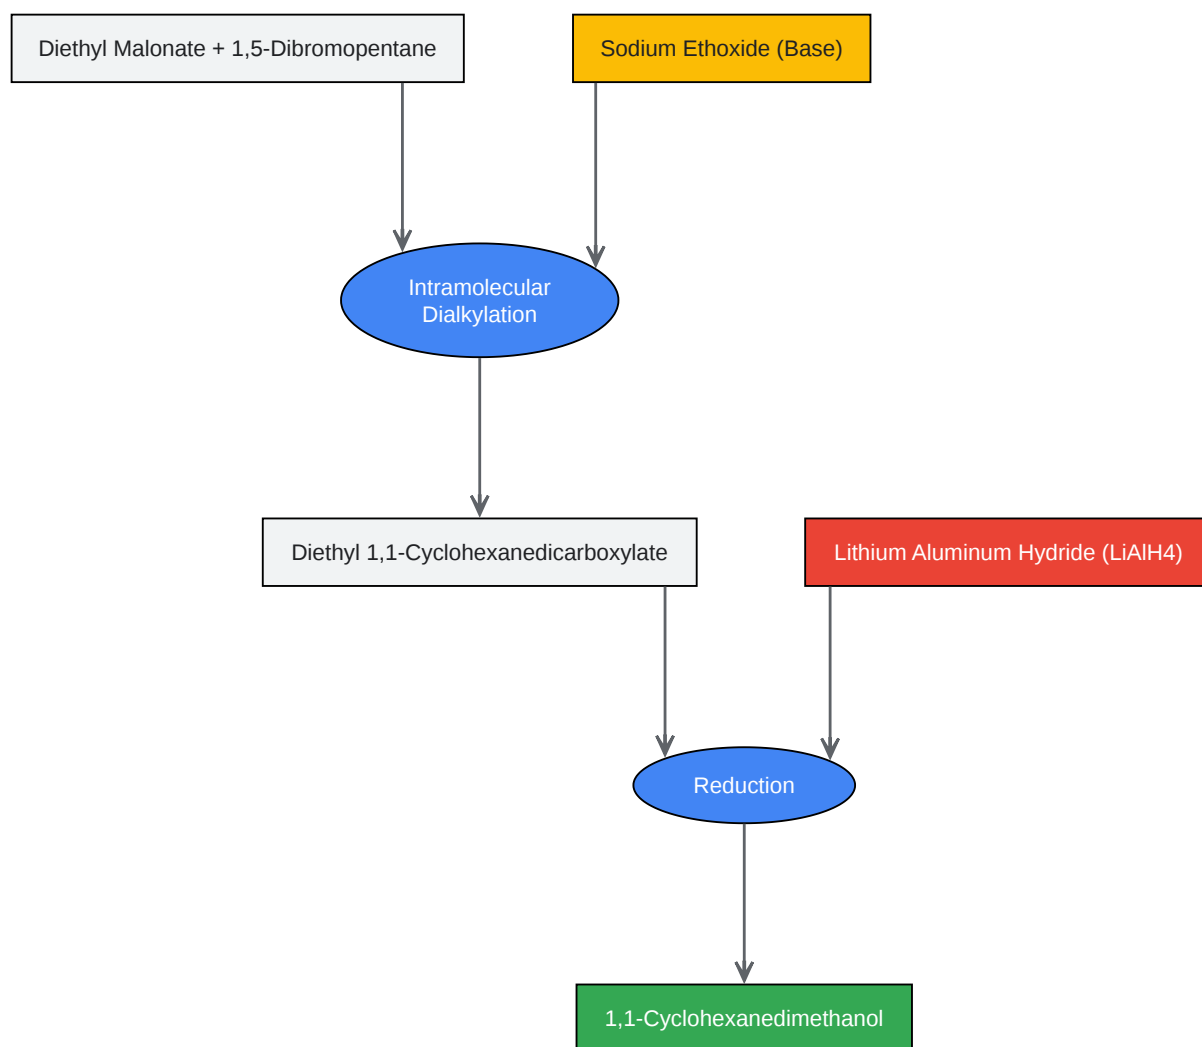 Diethyl Malonate + 1,5-Dibromopentane
Sodium Ethoxide (Base)
Intramolecular
Dialkylation
Diethyl 1,1-Cyclohexanedicarboxylate
Lithium Aluminum Hydride (LiAlH4)
Reduction
1,1-Cyclohexanedimethanol